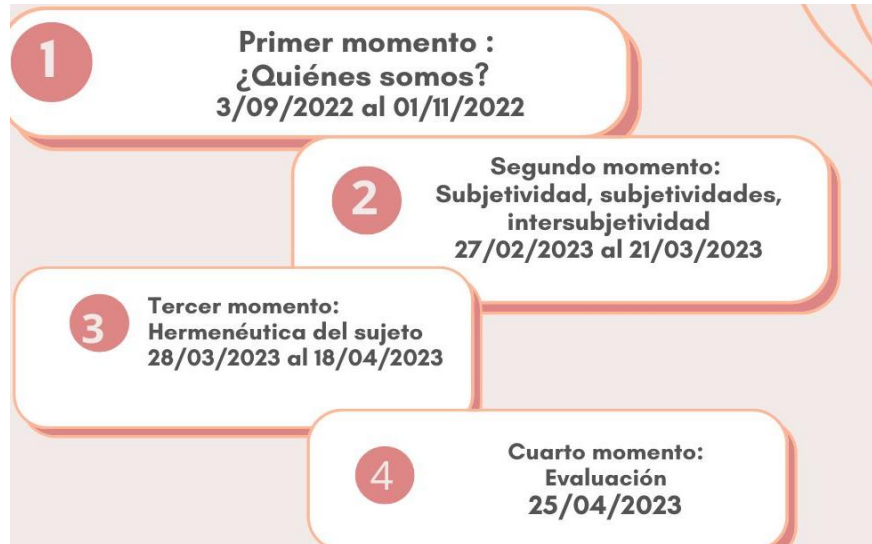 1
Primer momento :
¿Quiénes somos?
3/09/2022 al 01/11/2022
2
Segundo momento:
Subjetividad, subjetividades,
intersubjetividad
27/02/2023 al 21/03/2023
3
Tercer momento:
Hermenéutica del sujeto
28/03/2023 al 18/04/2023
4
Cuarto momento:
Evaluación
25/04/2023